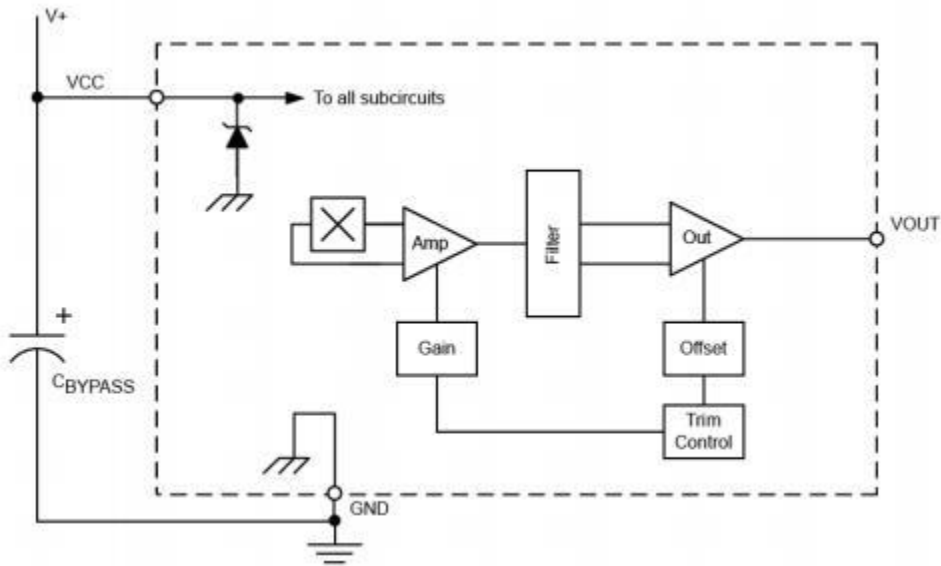 V+
VCC
To all subcircuits
Amp
Filter
Out
VOUT
Gain
Offset
Trim
Control
+
CBYPASS
GND